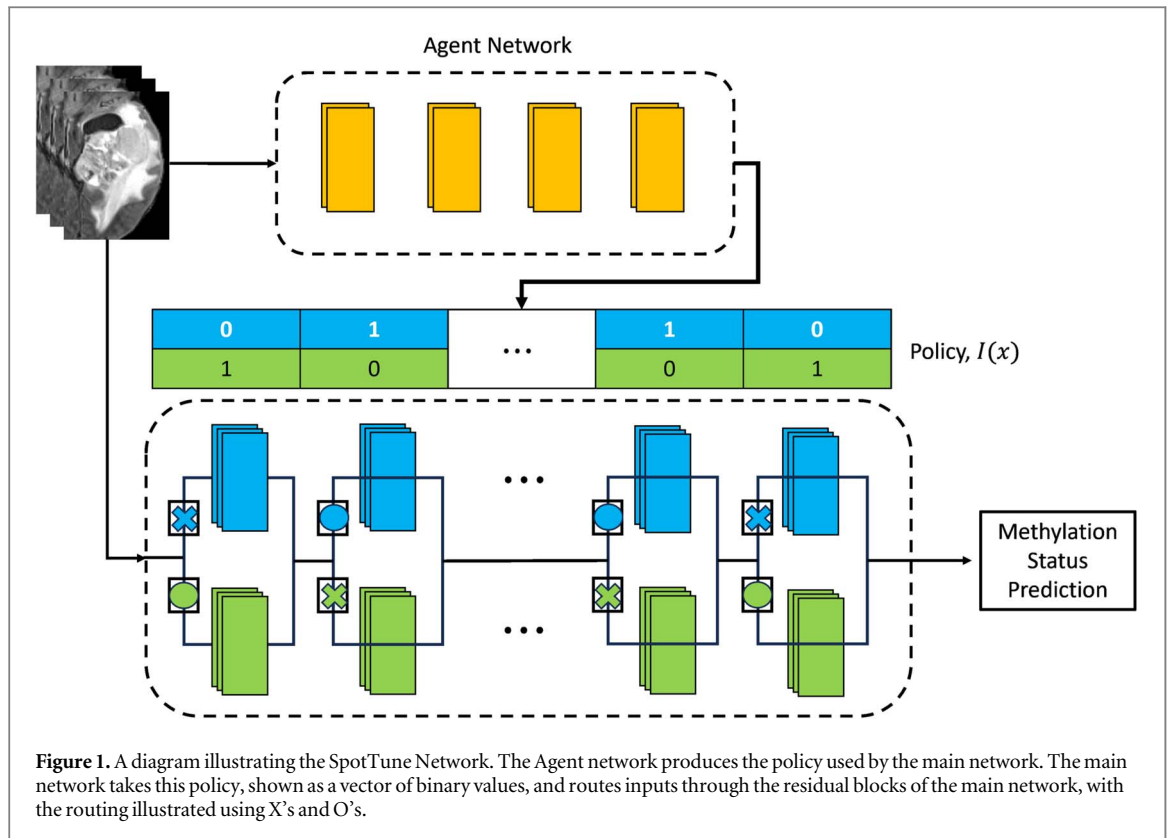 Agent Network
0 1 ... 1 0
1 0 0 1
Policy, I(x)
...
...
Methylation
Status
Prediction
Figure 1. A diagram illustrating the SpotTune Network. The Agent network produces the policy used by the main network. The main
network takes this policy, shown as a vector of binary values, and routes inputs through the residual blocks of the main network, with
the routing illustrated using X's and O's.